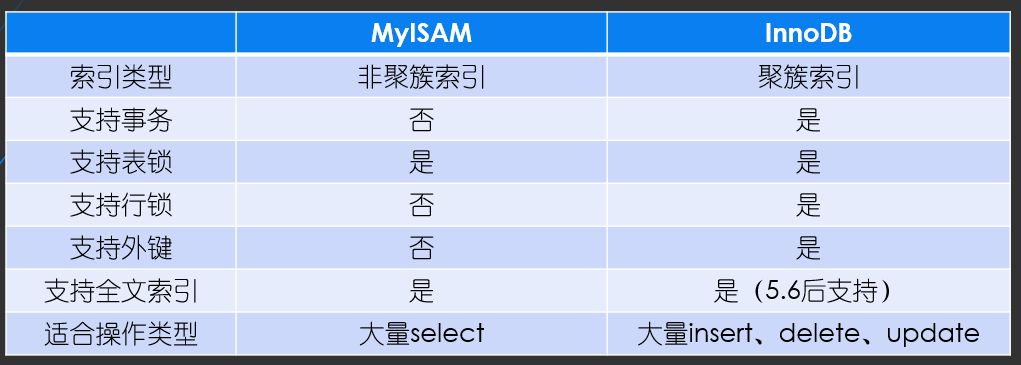 MyISAM InnoDB
索引类型 非聚簇索引 聚簇索引
支持事务 否 是
支持表锁 是 是
支持行锁 否 是
支持外键 否 是
支持全文索引 是 是（5.6后支持）
适合操作类型 大量select 大量insert、delete、update